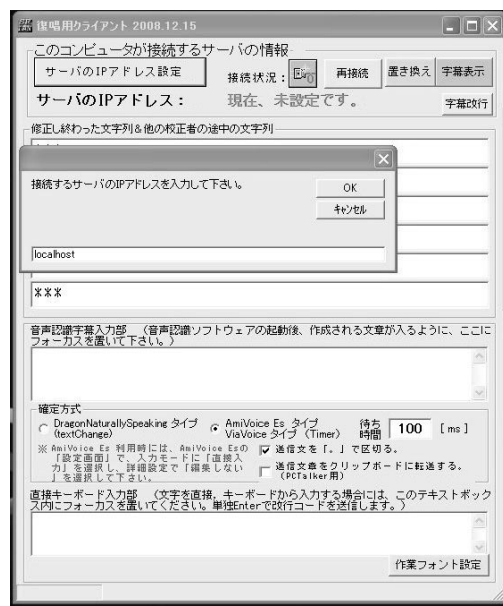 復唱用クライアント 2008.12.15
このコンピュータが接続するサーバの情報
サーバのIPアドレス設定
接続状況:
再接続
置き換え
字幕表示
サーバのIPアドレス:
現在、未設定です。
字幕改行
修正し終わった文字列&他の校正者の途中の文字列
接続するサーバのIPアドレスを入力して下さい。
OK
キャンセル
localhost
***
音声認識字幕入力部 (音声認識ソフトウェアの起動後、作成される文章が入るように、ここに
フォーカスを置いて下さい。)
確定方式
DragonNaturallySpeaking タイプ
(textChange)
AmiVoice Es タイプ
ViaVoice タイプ (Timer)
待ち
時間
100
[ms]
※ AmiVoice Es 利用時には、AmiVoice Esの
「設定画面」で、入力モードに「直接入
力」を選択し、詳細設定で「編集しない
」を選択して下さい。
送信文を「。」で区切る。
送信文章をクリップボードに転送する。
(PCTalker用)
直接キーボード入力部 (文字を直接、キーボードから入力する場合には、このテキストボック
ス内にフォーカスを置いてください。単独Enterで改行コードを送信します。)
作業フォント設定